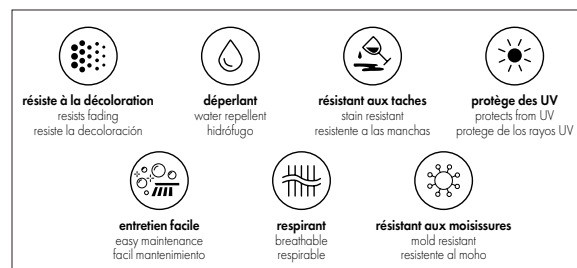 résiste à la décoloration
resists fading
resiste la decoloración
déperlant
water repellent
hidrófugo
résistant aux taches
stain resistant
resistente a las manchas
protège des UV
protects from UV
protege de los rayos UV
entretien facile
easy maintenance
facil mantenimiento
respirant
breathable
respirable
résistant aux moisissures
mold resistant
resistente al moho